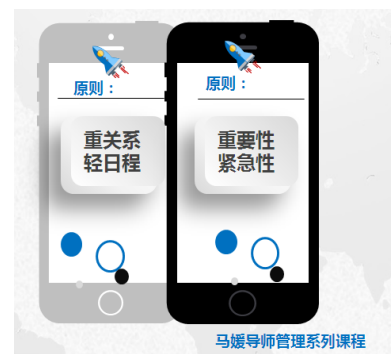 原则：
重关系
轻日程
原则：
重要性
紧急性
马媛导师管理系列课程